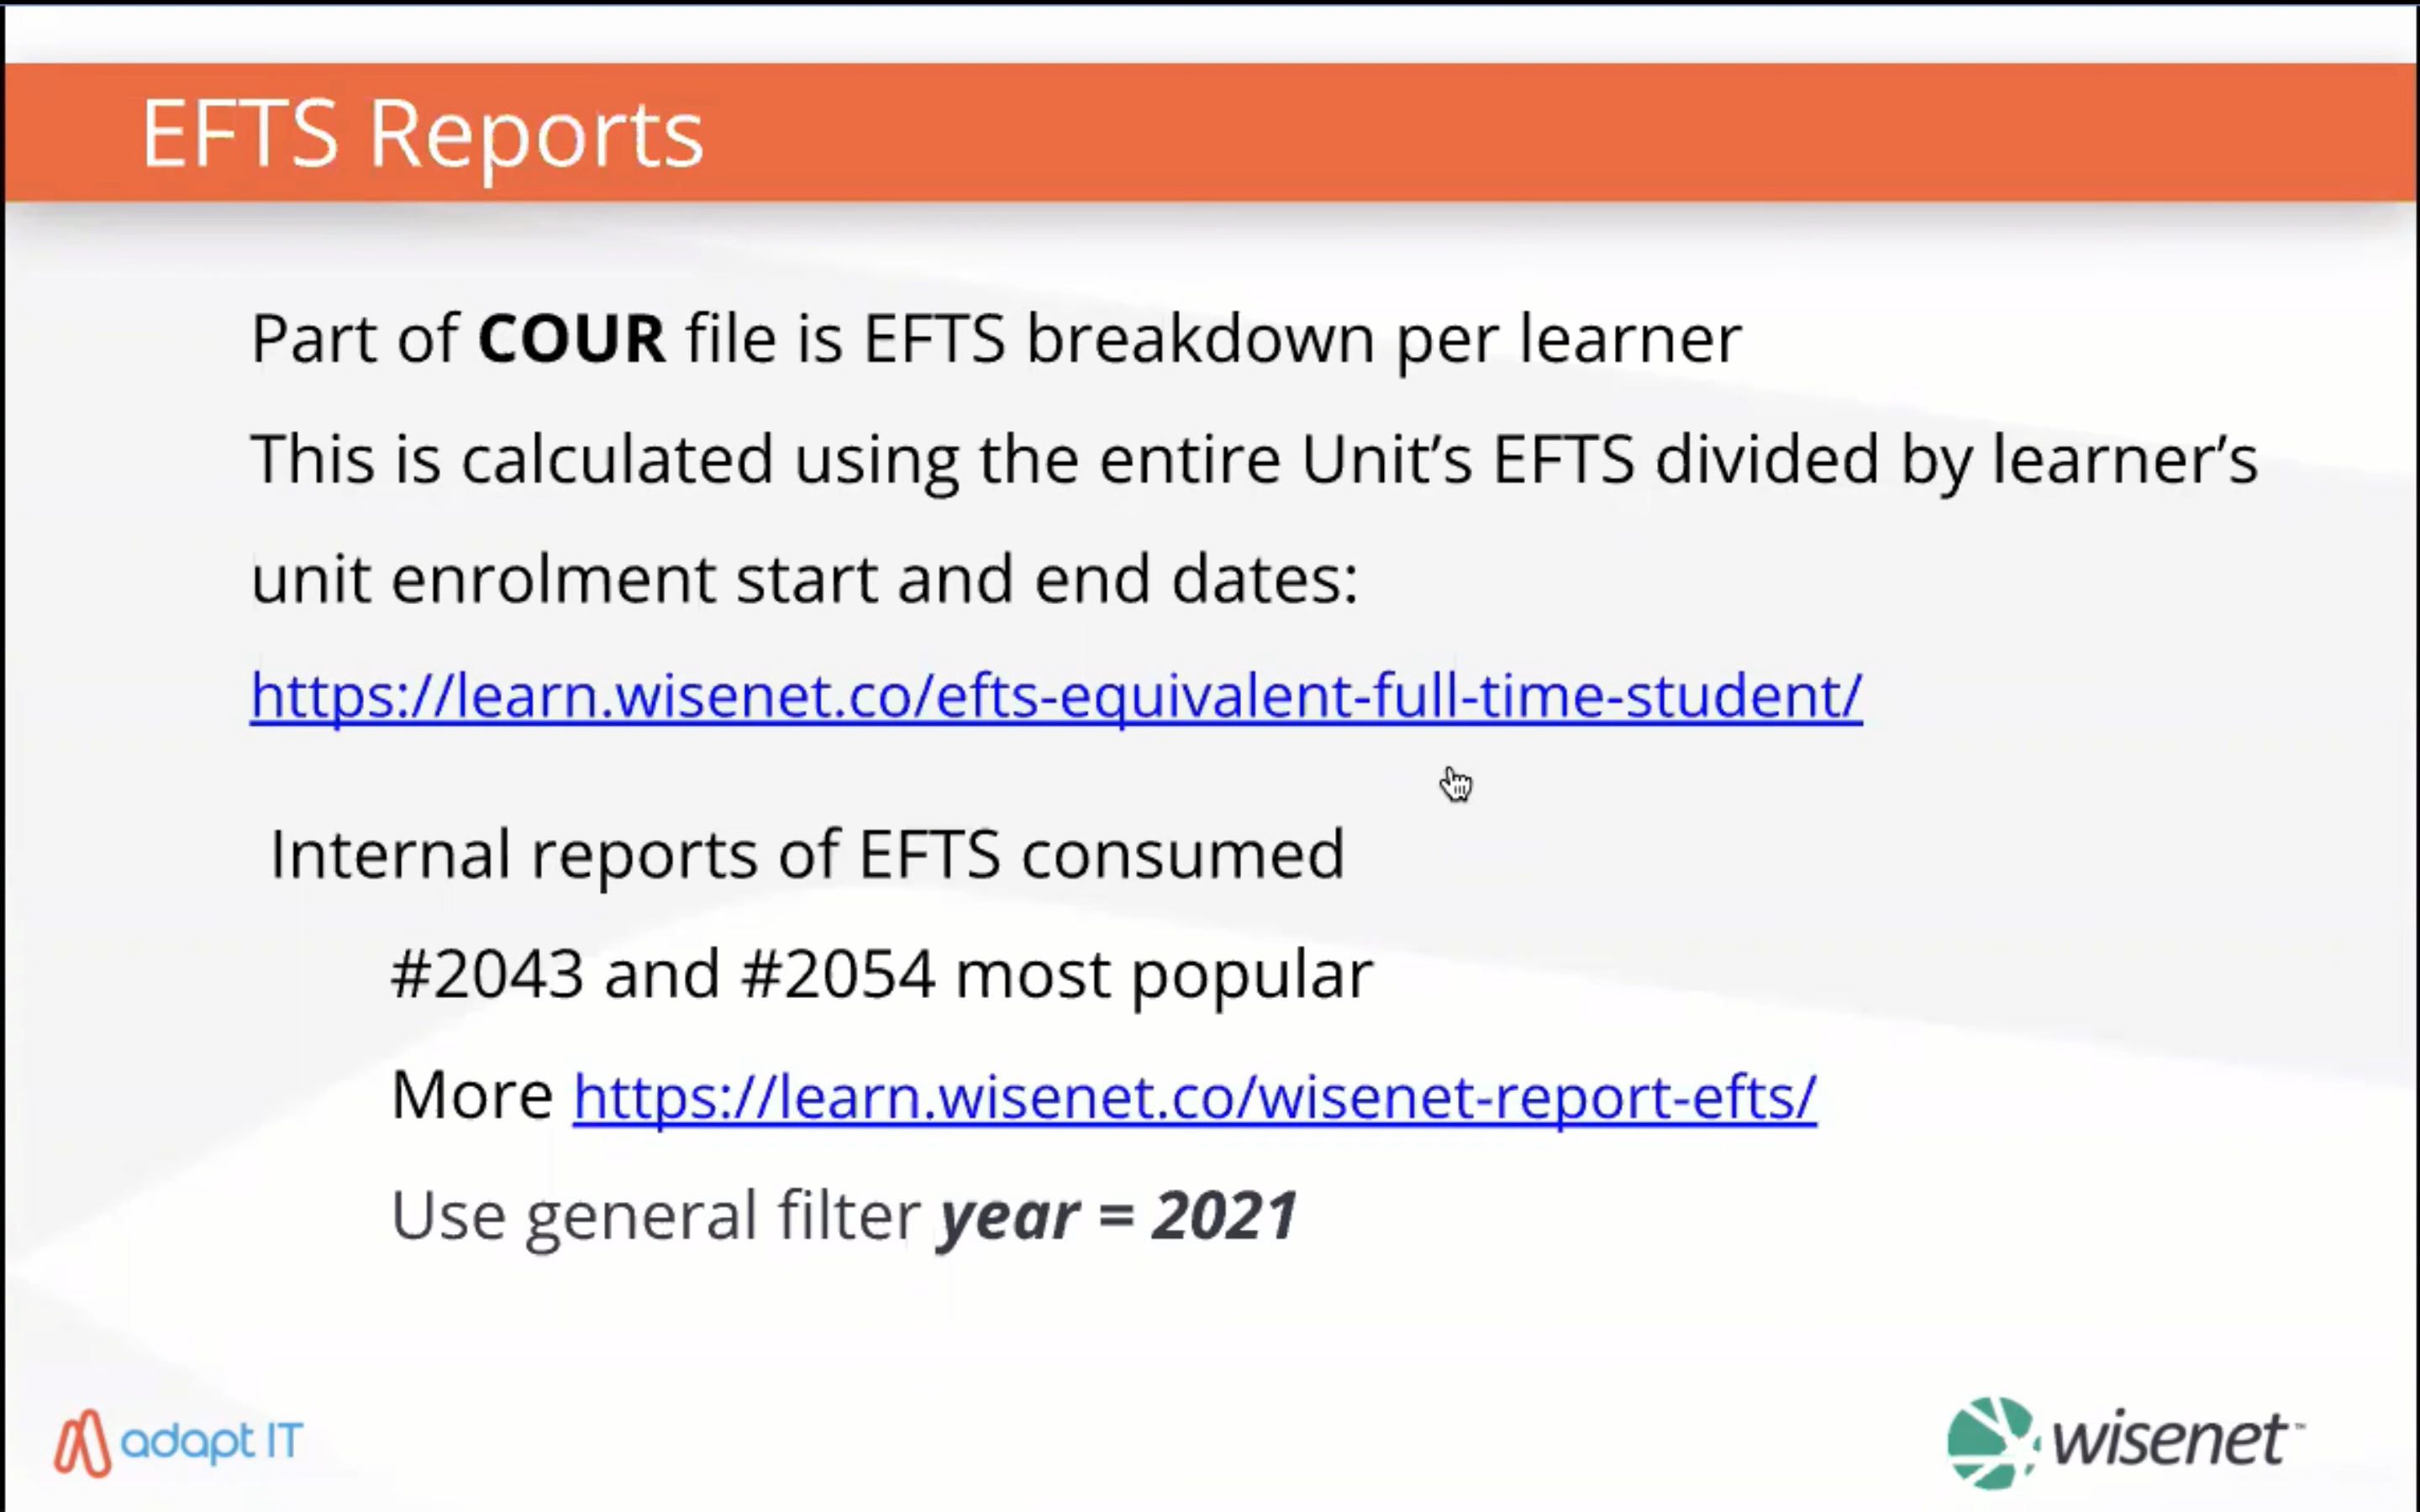 EFTS Reports
Part of COUR file is EFTS breakdown per learner
This is calculated using the entire Unit’s EFTS divided by learner’s
unit enrolment start and end dates:
https://learn.wisenet.co/efts-equivalent-full-time-student/
Internal reports of EFTS consumed
#2043 and #2054 most popular
More https://learn.wisenet.co/wisenet-report-efts/
Use general filter year = 2021
adapt IT
wisenet™